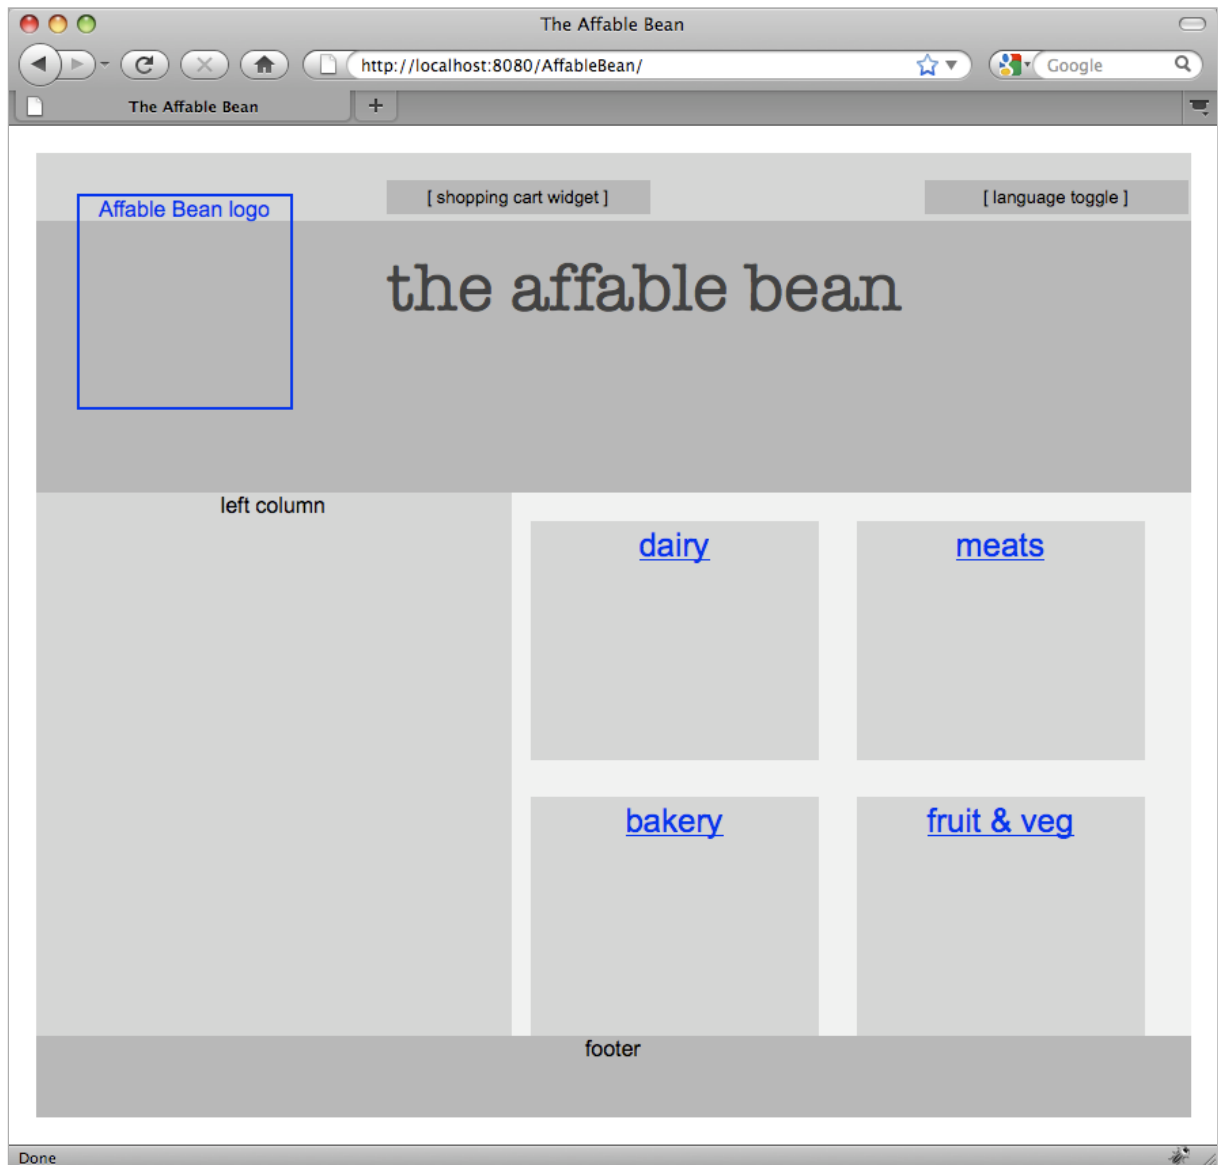 The Affable Bean
http://localhost:8080/AffableBean/
Google
The Affable Bean
[ shopping cart widget ]
[ language toggle ]
Affable Bean logo
the affable bean
left column
dairy
meats
bakery
fruit & veg
footer
Done